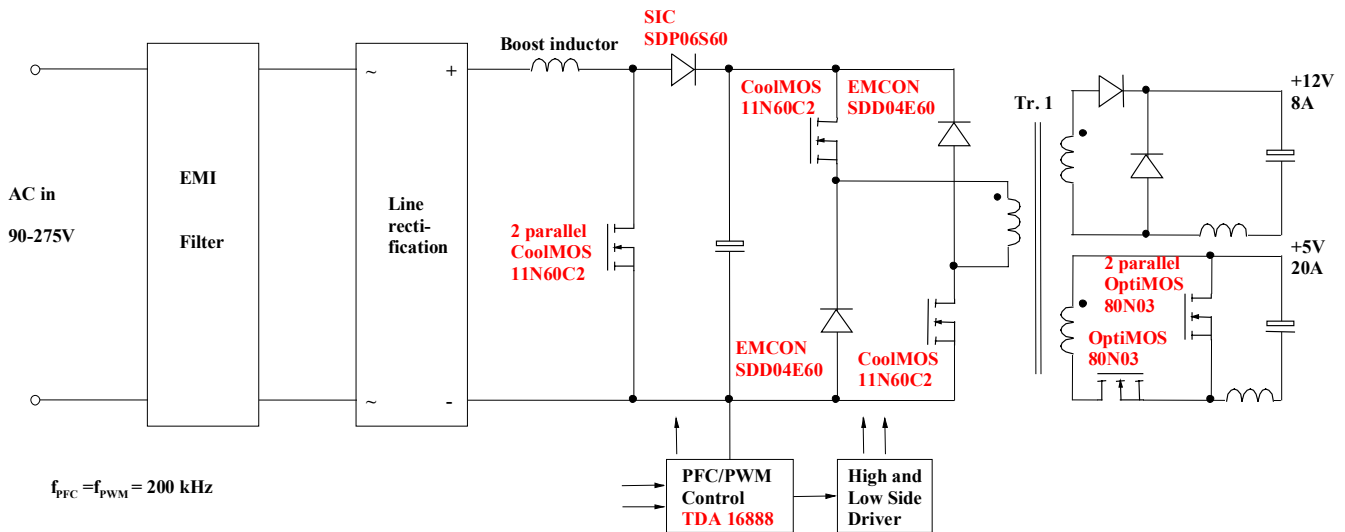 SIC
SDP06S60
Boost inductor
CoolMOS
11N60C2
EMCON
SDD04E60
Tr. 1
+12V
8A
~
+
EMI
Filter
AC in
90-275V
Line
recti-
fication
2 parallel
CoolMOS
11N60C2
+5V
20A
2 parallel
OptiMOS
80N03
OptiMOS
80N03
EMCON
SDD04E60
CoolMOS
11N60C2
~
-
fPFC =fPWM = 200 kHz
PFC/PWM
Control
TDA 16888
High and
Low Side
Driver